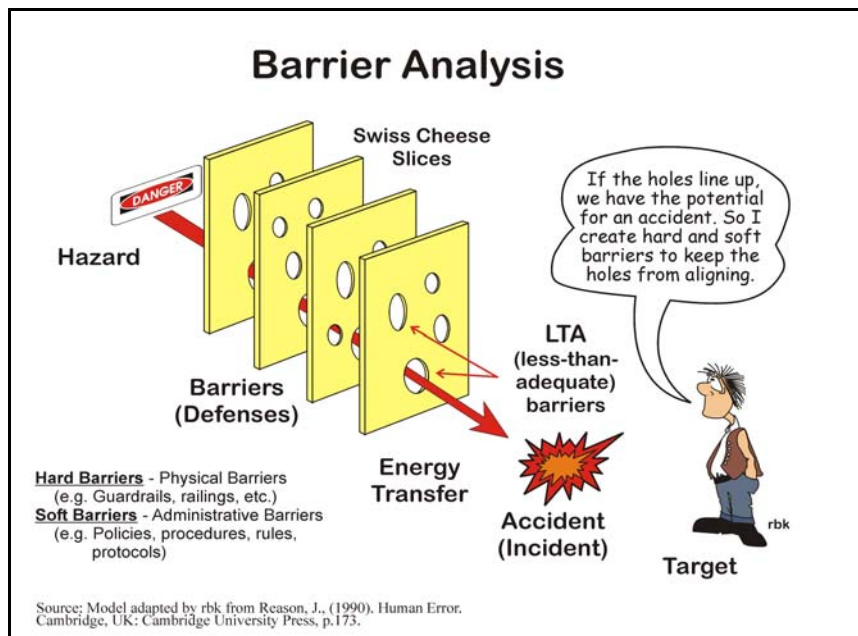 Barrier Analysis
Swiss Cheese
Slices
DANGER
Hazard
If the holes line up,
we have the potential
for an accident. So I
create hard and soft
barriers to keep the
holes from aligning.
LTA
(less-than-
adequate)
barriers
Barriers
(Defenses)
Energy
Transfer
Accident
(Incident)
rbk
Target
Hard Barriers - Physical Barriers
(e.g. Guardrails, railings, etc.)
Soft Barriers - Administrative Barriers
(e.g. Policies, procedures, rules,
protocols)
Source: Model adapted by rbk from Reason, J., (1990). Human Error.
Cambridge, UK: Cambridge University Press, p.173.